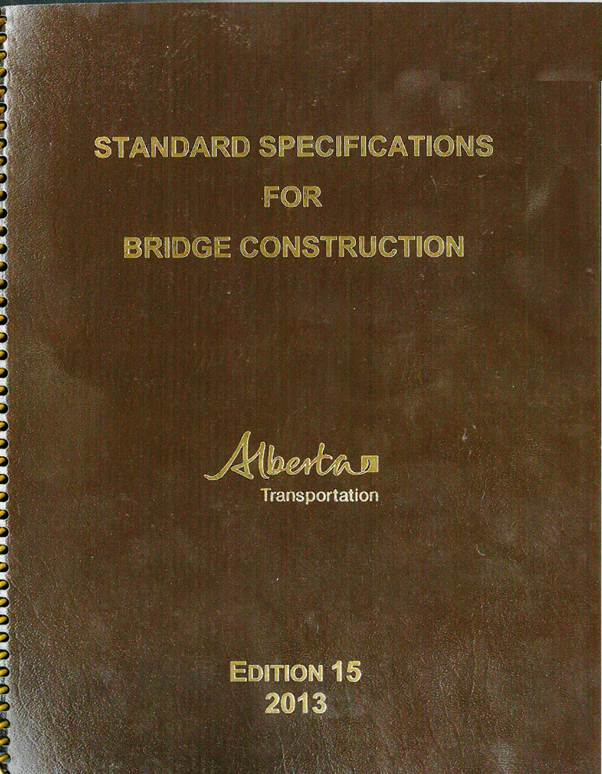 STANDARD SPECIFICATIONS
FOR
BRIDGE CONSTRUCTION
Alberta
Transportation
EDITION 15
2013